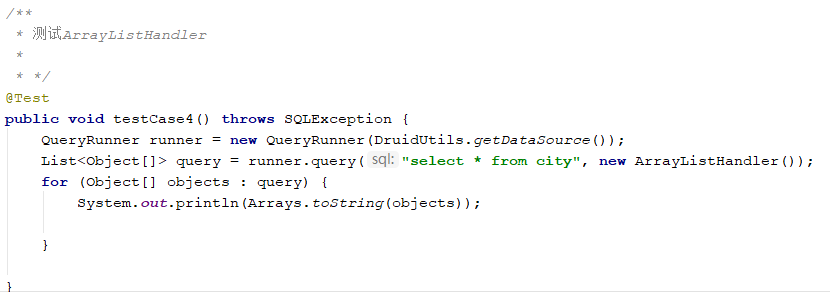 /**
 * 测试ArrayListHandler
 *
 * */
@Test
public void testCase4() throws SQLException {
    QueryRunner runner = new QueryRunner(DruidUtils.getDataSource());
    List<Object[]> query = runner.query( sql: "select * from city", new ArrayListHandler());
    for (Object[] objects : query) {
        System.out.println(Arrays.toString(objects));
    }
}